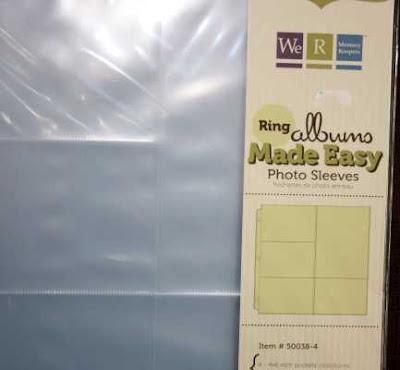 We R Memory
Keepers
Ring albums
Made Easy
Photo Sleeves
Item # 50038-4